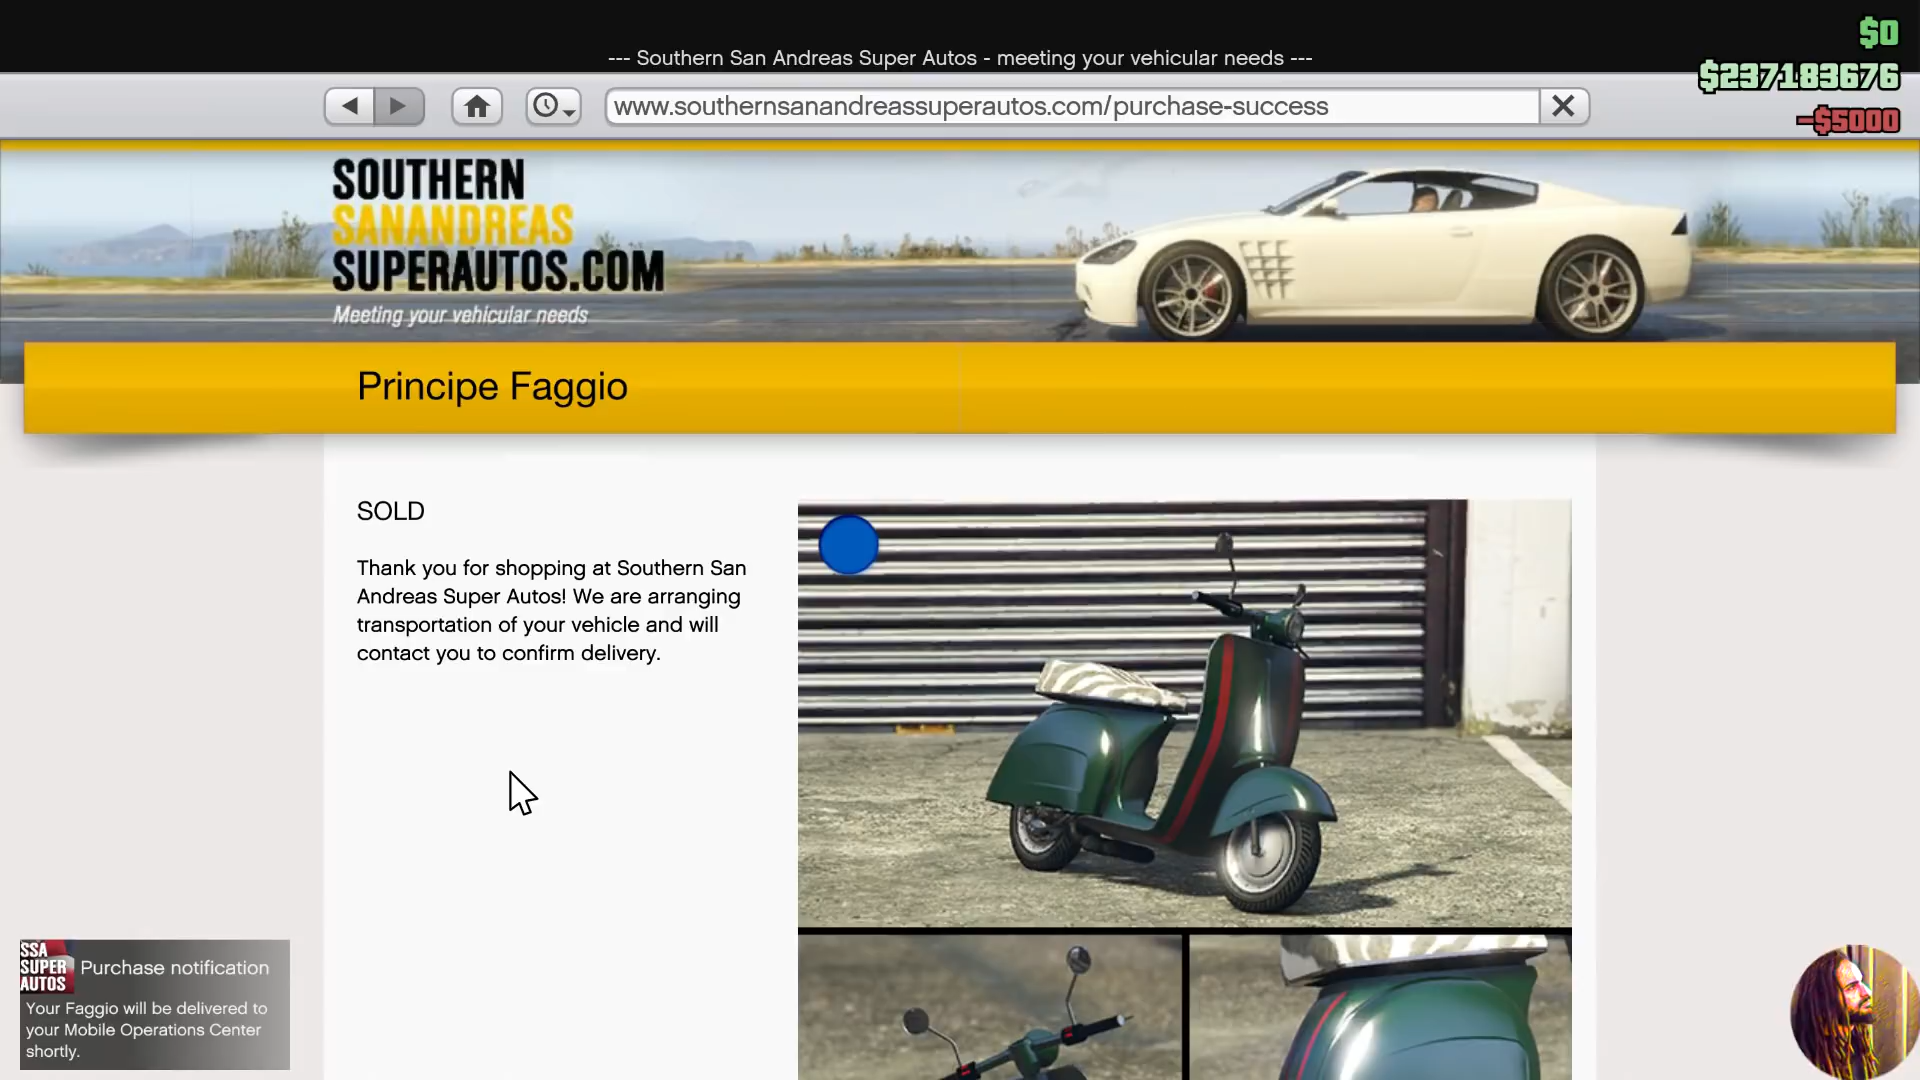 $0
--- Southern San Andreas Super Autos - meeting your vehicular needs ---
$237183676
www.southernsanandreassuperautos.com/purchase-success
-$5000
SOUTHERN
SANANDREAS
SUPERAUTOS.COM
Meeting your vehicular needs
Principe Faggio
SOLD
Thank you for shopping at Southern San
Andreas Super Autos! We are arranging
transportation of your vehicle and will
contact you to confirm delivery.
SSA
SUPER
AUTOS
Purchase notification
Your Faggio will be delivered to
your Mobile Operations Center
shortly.